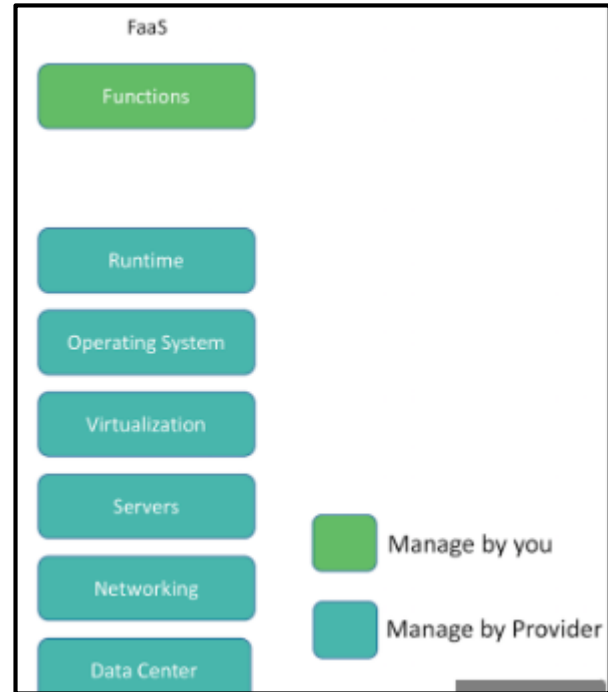 FaaS
Functions
Runtime
Operating System
Virtualization
Servers
Networking
Data Center
Manage by you
Manage by Provider